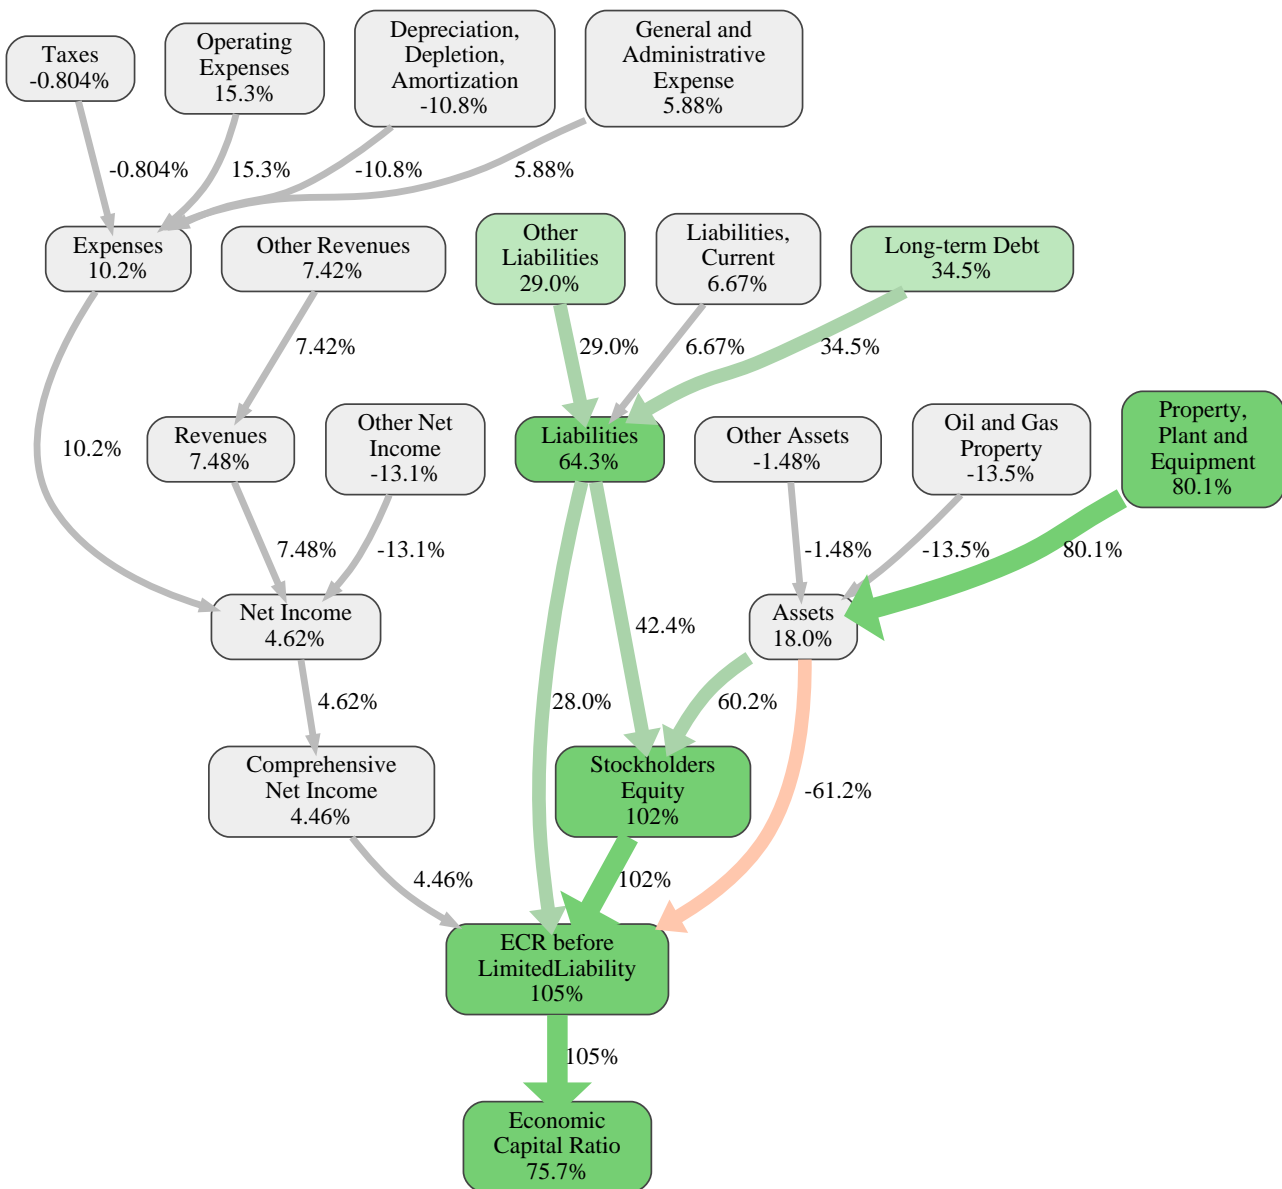 Taxes
-0.804%
Operating
Expenses
15.3%
Depreciation,
Depletion,
Amortization
-10.8%
General and
Administrative
Expense
5.88%
-0.804%
15.3%
-10.8%
5.88%
Expenses
10.2%
Other Revenues
7.42%
Other
Liabilities
29.0%
Liabilities,
Current
6.67%
Long-term Debt
34.5%
7.42%
29.0%
6.67%
34.5%
10.2%
Revenues
7.48%
Other Net
Income
-13.1%
Liabilities
64.3%
Other Assets
-1.48%
Oil and Gas
Property
-13.5%
Property,
Plant and
Equipment
80.1%
7.48%
-13.1%
-1.48%
-13.5%
80.1%
Net Income
4.62%
42.4%
Assets
18.0%
4.62%
28.0%
60.2%
Comprehensive
Net Income
4.46%
Stockholders
Equity
102%
-61.2%
4.46%
102%
ECR before
LimitedLiability
105%
105%
Economic
Capital Ratio
75.7%